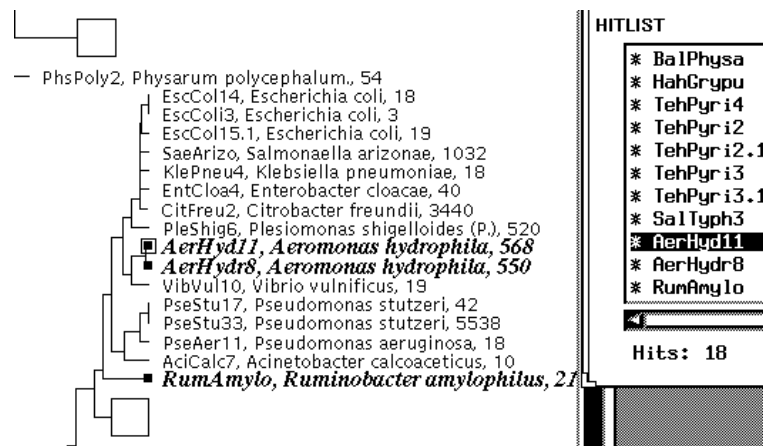 PhsPoly2, Physarum polycephalum., 54
EscCol14, Escherichia coli, 18
EscColi3, Escherichia coli, 3
EscCol15.1, Escherichia coli, 19
SaeArizo, Salmonaella arizonae, 1032
KlePneu4, Klebsiella pneumoniae, 18
EntCloa4, Enterobacter cloacae, 40
CitFreu2, Citrobacter freundii, 3440
PleShig6, Plesiomonas shigelloides (P.), 520
AerHyd11, Aeromonas hydrophila, 568
AerHydr8, Aeromonas hydrophila, 550
VibVul10, Vibrio vulnificus, 19
PseStu17, Pseudomonas stutzeri, 42
PseStu33, Pseudomonas stutzeri, 5538
PseAer11, Pseudomonas aeruginosa, 18
AciCalc7, Acinetobacter calcoaceticus, 10
RumAmylo, Ruminobacter amylophilus, 21
HITLIST
* BalPhysa
* HahGrypu
* TehPyri4
* TehPyri2
* TehPyri2.1
* TehPyri3
* TehPyri3.1
* SalTyph3
* AerHyd11
* AerHydr8
* RumAmylo
Hits: 18